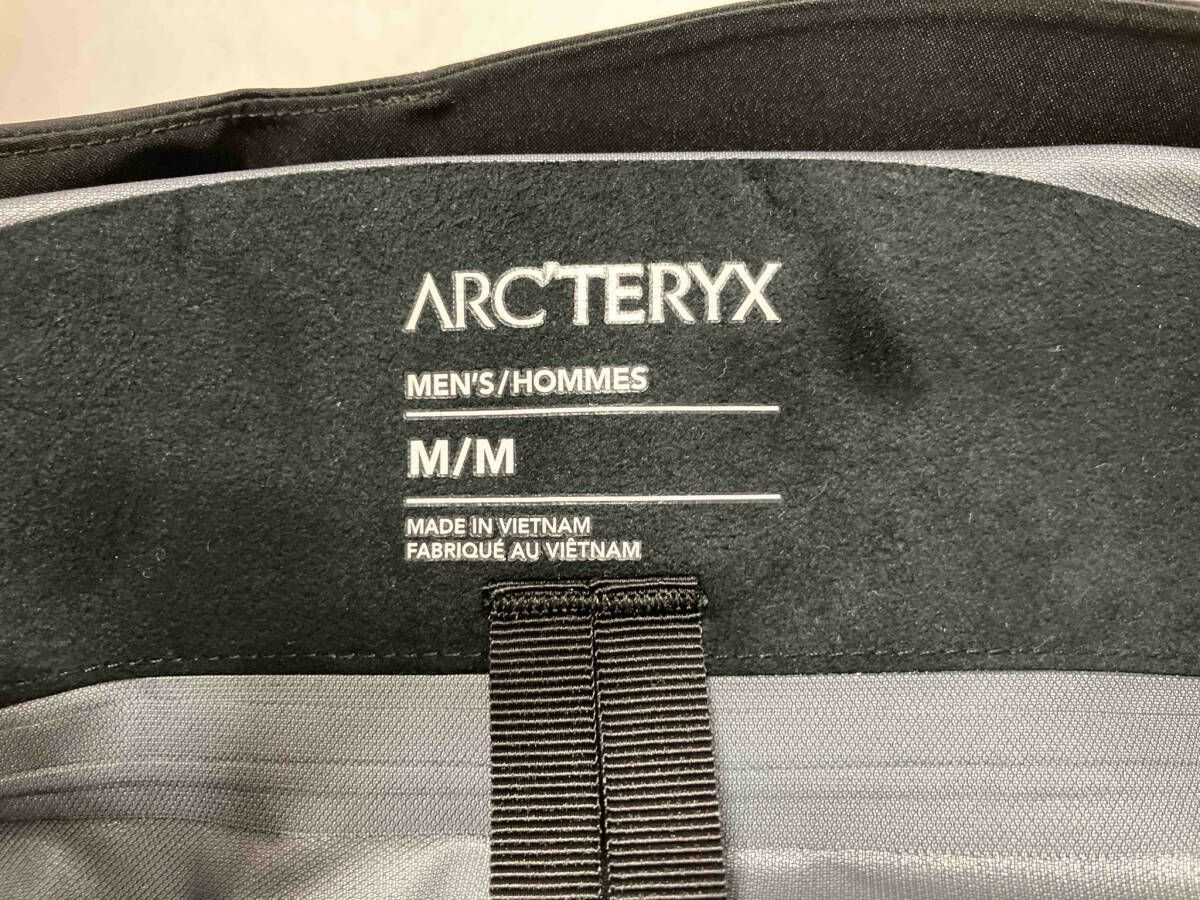 ARC'TERYX
MEN'S/HOMMES
M/M
MADE IN VIETNAM
FABRIQUÉ AU VIÊTNAM